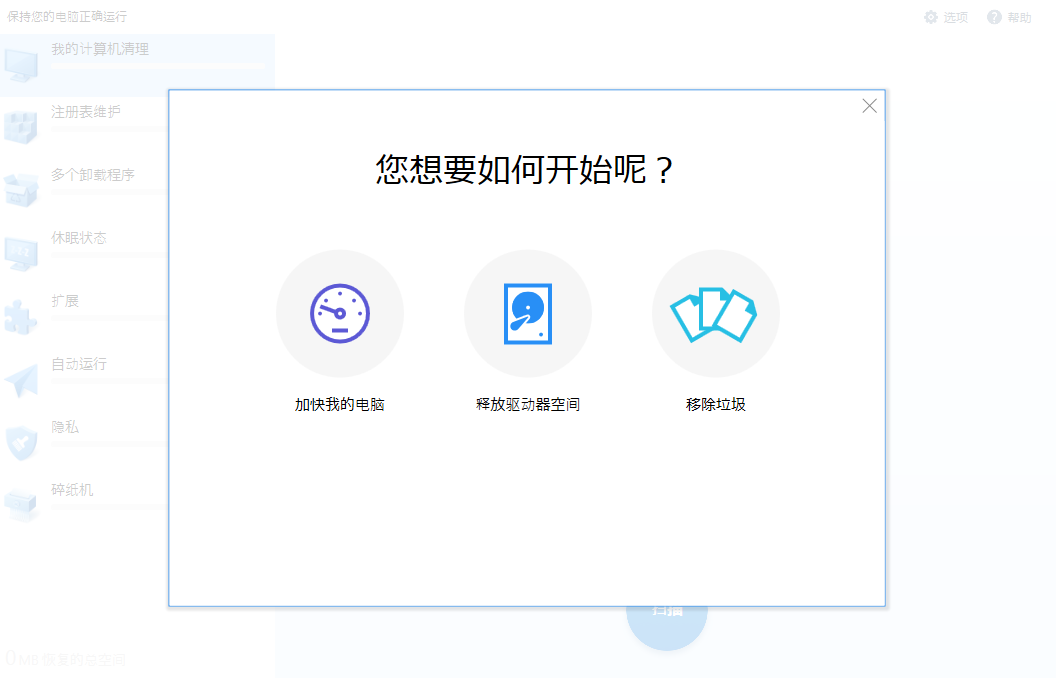 保持您的电脑正确运行
选项
帮助
我的计算机清理
注册表维护
多个卸载程序
休眠状态
扩展
自动运行
隐私
碎纸机
您想要如何开始呢？
加快我的电脑
释放驱动器空间
移除垃圾
扫描
0 MB 恢复的总空间